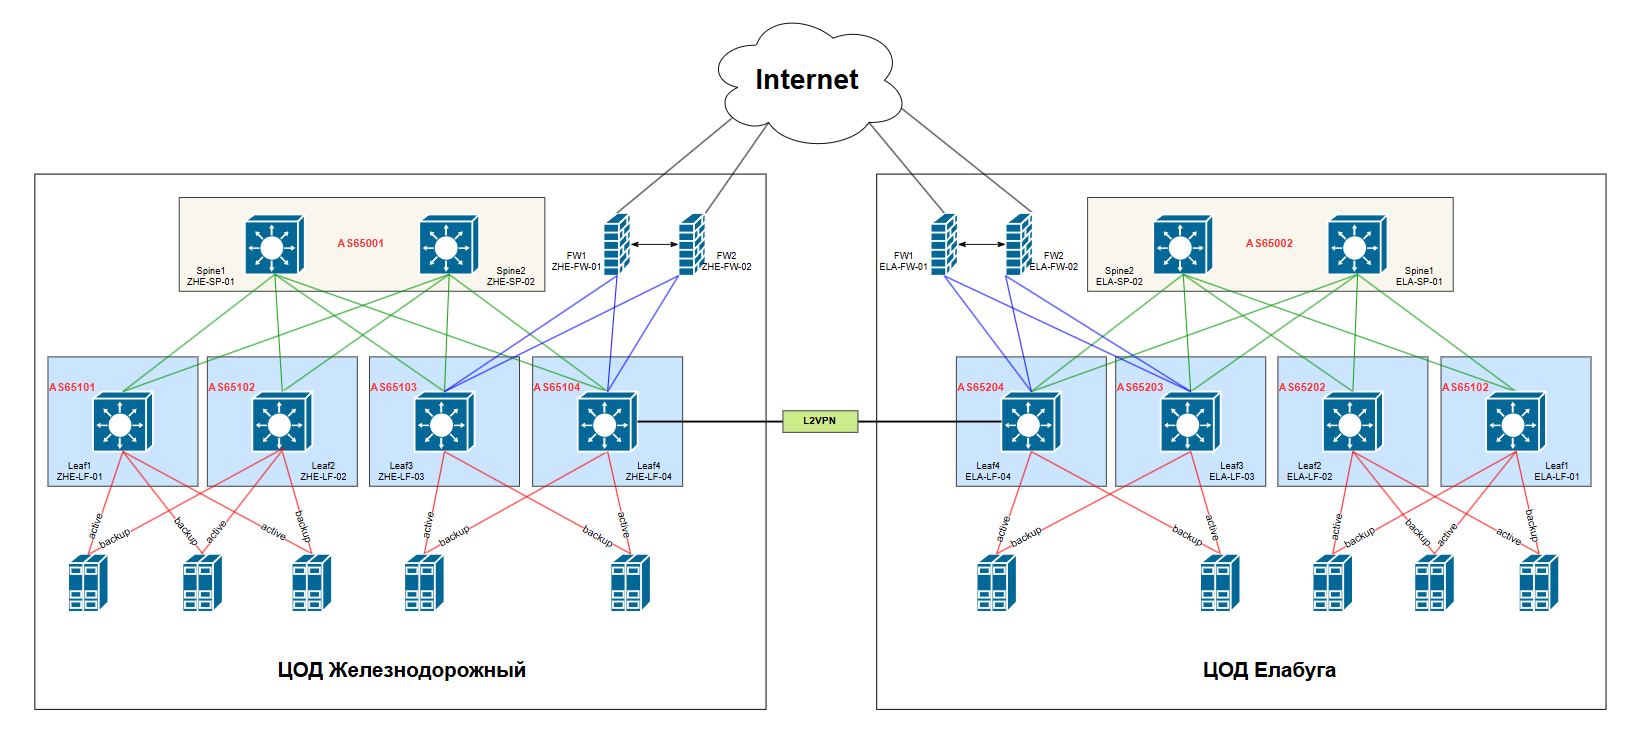 Internet
AS65001
Spine1
ZHE-SP-01
Spine2
ZHE-SP-02
FW1
ZHE-FW-01
FW2
ZHE-FW-02
FW1
ELA-FW-01
FW2
ELA-FW-02
AS65002
Spine2
ELA-SP-02
Spine1
ELA-SP-01
AS65101
Leaf1
ZHE-LF-01
AS65102
Leaf2
ZHE-LF-02
AS65103
Leaf3
ZHE-LF-03
AS65104
Leaf4
ZHE-LF-04
L2VPN
AS65204
Leaf4
ELA-LF-04
AS65203
Leaf3
ELA-LF-03
AS65202
Leaf2
ELA-LF-02
AS65102
Leaf1
ELA-LF-01
active
backup
backup
active
active
backup
active
backup
backup
active
active
backup
backup
active
active
backup
backup
active
active
backup
ЦОД Железнодорожный
ЦОД Елабуга